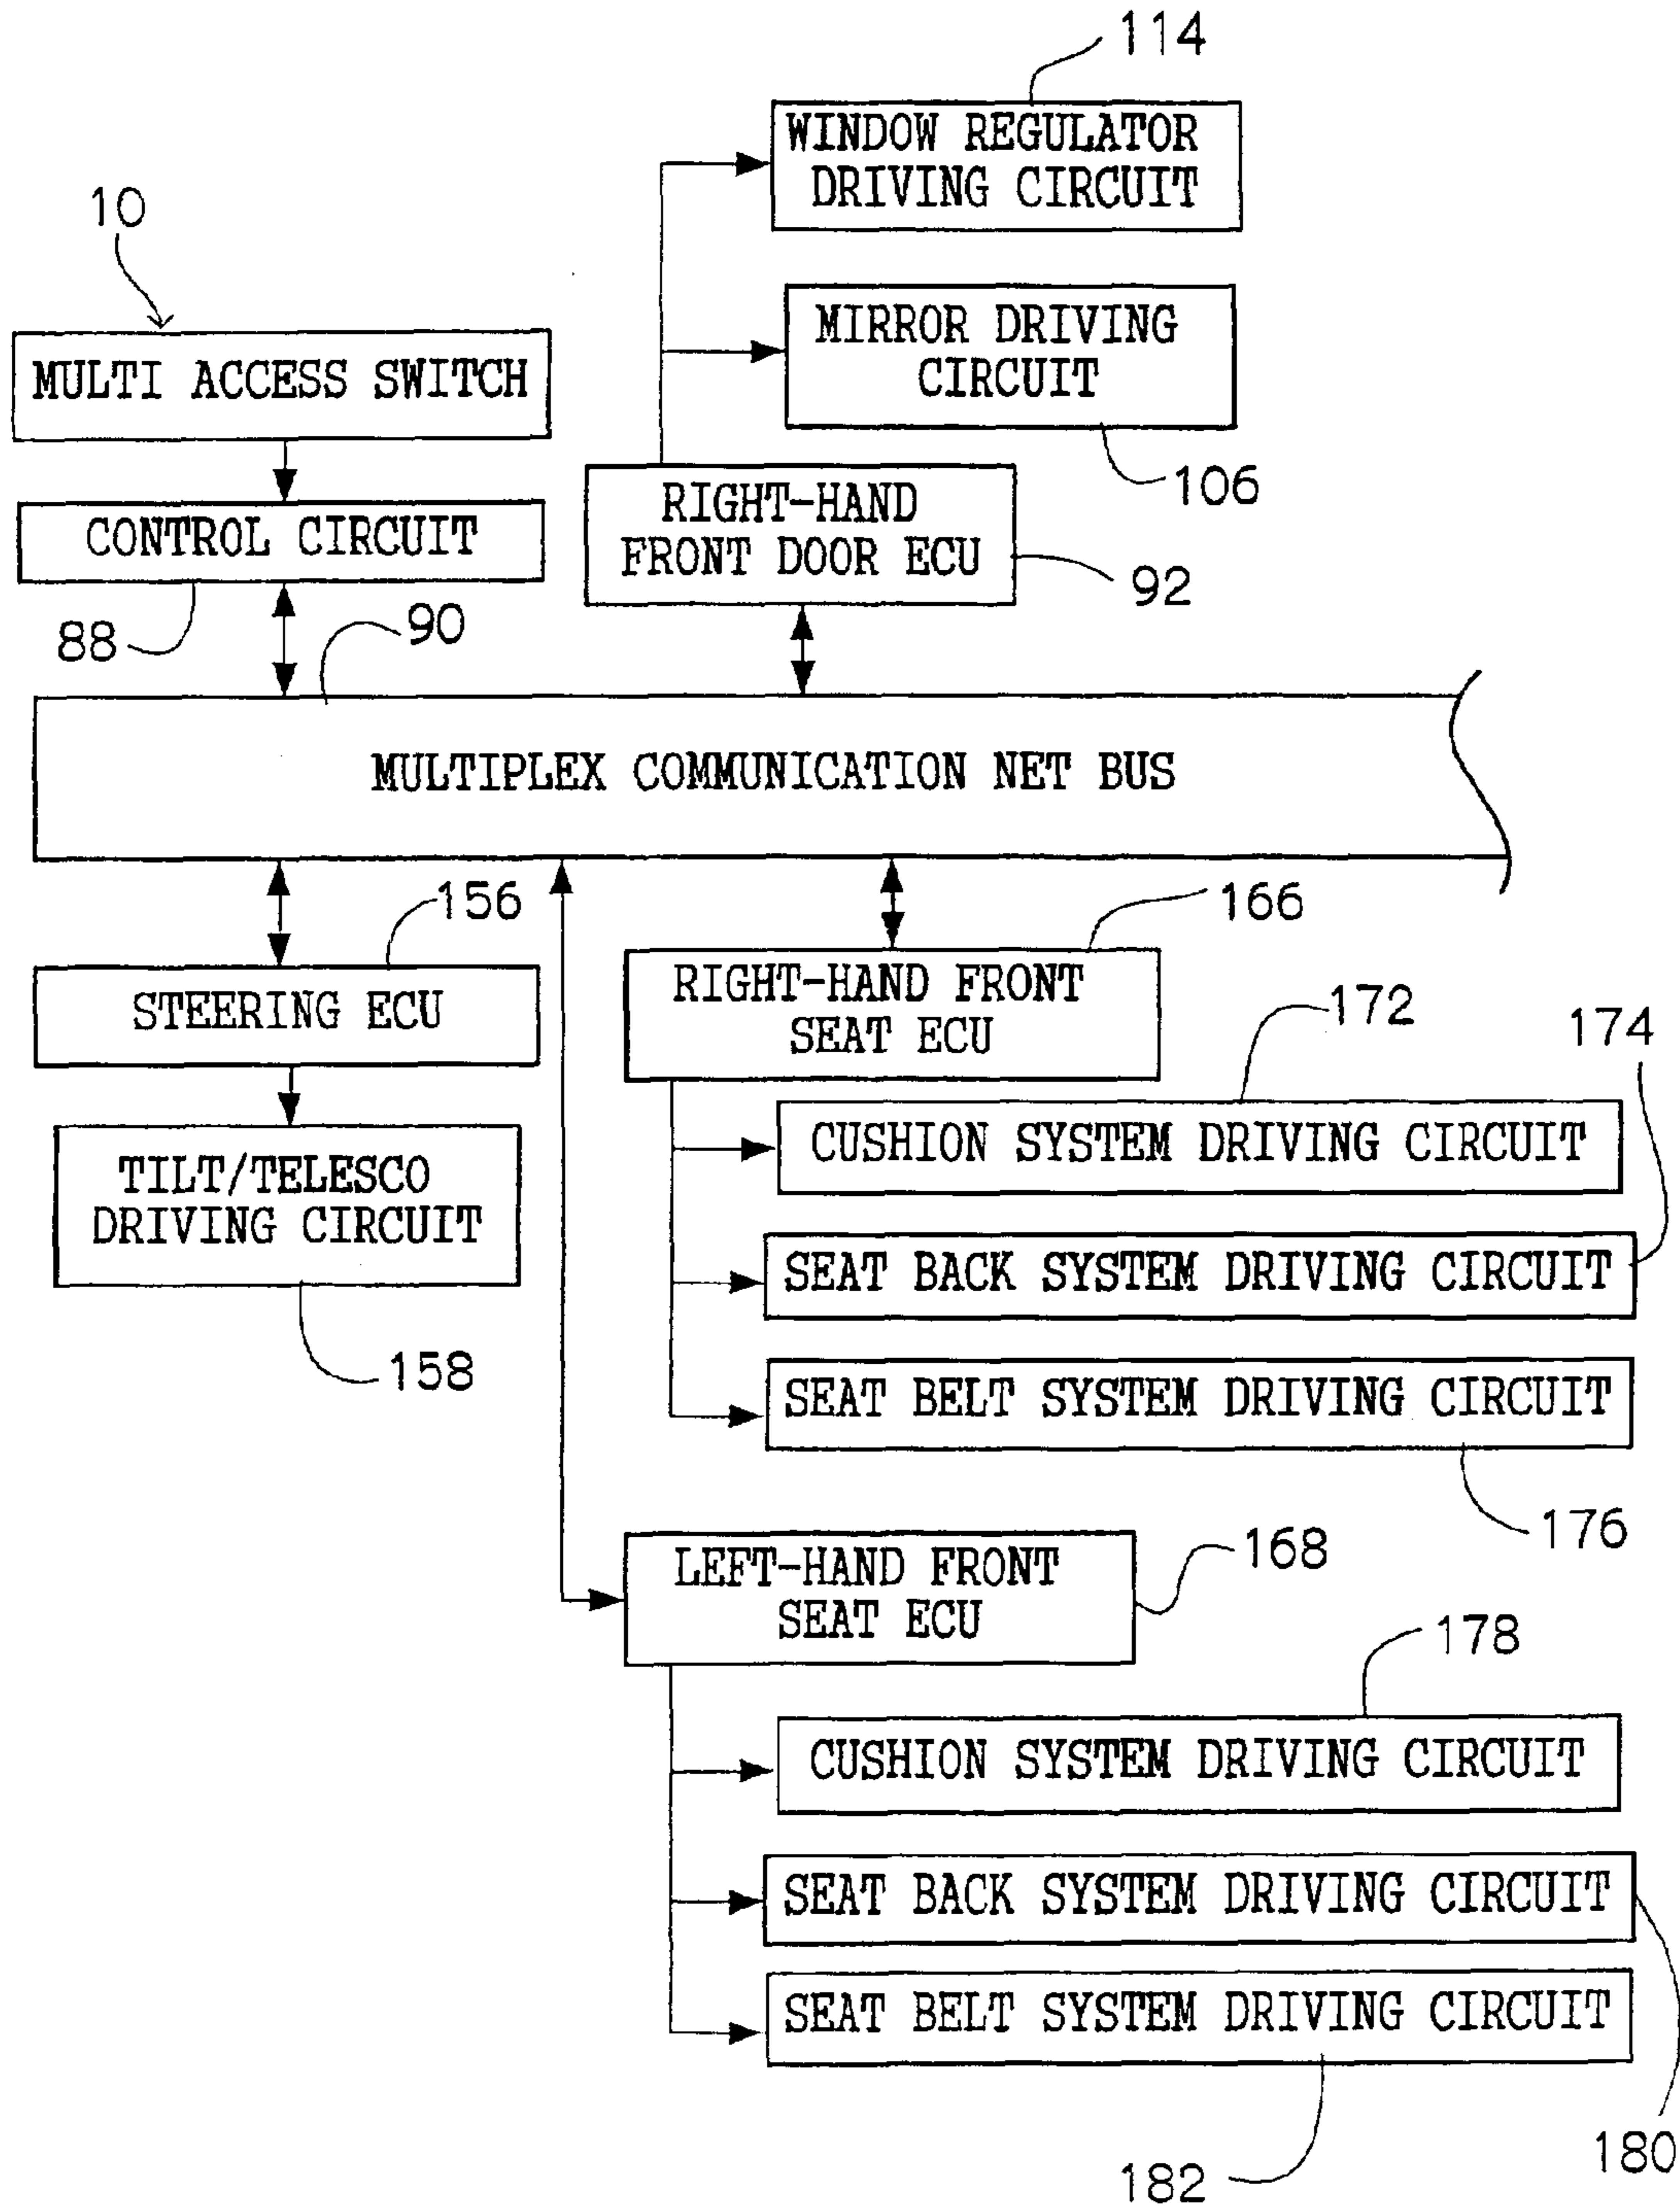 114
WINDOW REGULATOR
DRIVING CIRCUIT
10
MULTI ACCESS SWITCH
MIRROR DRIVING
CIRCUIT
106
CONTROL CIRCUIT
88
RIGHT-HAND
FRONT DOOR ECU
92
90
MULTIPLEX COMMUNICATION NET BUS
156
STEERING ECU
TILT/TELESCO
DRIVING CIRCUIT
158
166
RIGHT-HAND FRONT
SEAT ECU
172
CUSHION SYSTEM DRIVING CIRCUIT
174
SEAT BACK SYSTEM DRIVING CIRCUIT
SEAT BELT SYSTEM DRIVING CIRCUIT
176
LEFT-HAND FRONT
SEAT ECU
168
178
CUSHION SYSTEM DRIVING CIRCUIT
SEAT BACK SYSTEM DRIVING CIRCUIT
180
SEAT BELT SYSTEM DRIVING CIRCUIT
182